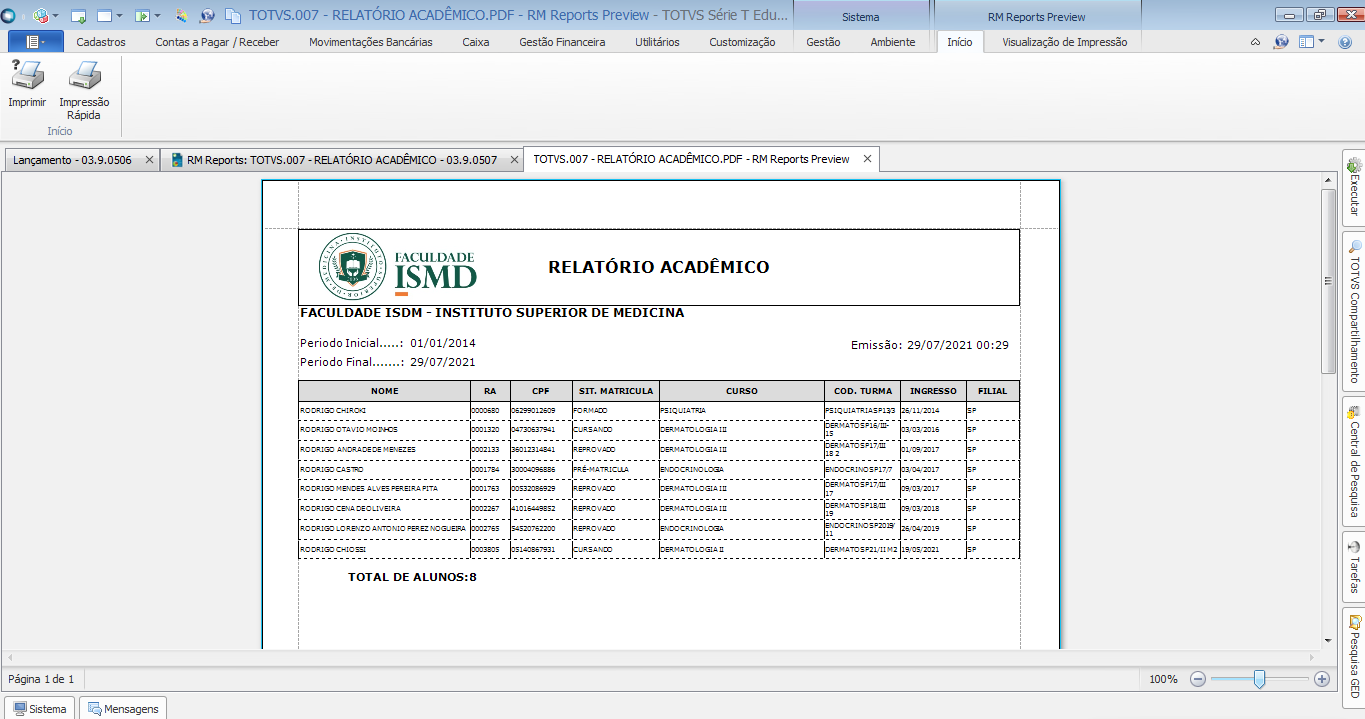 TOTVS.007 - RELATÓRIO ACADÊMICO.PDF - RM Reports Preview - TOTVS Série T Edu...
Sistema
RM Reports Preview
Cadastros Contas a Pagar / Receber Movimentações Bancárias Caixa Gestão Financeira Utilitários Customização Gestão Ambiente Início Visualização de Impressão
Imprimir
Impressão
Rápida
Início
Lançamento - 03.9.0506
RM Reports: TOTVS.007 - RELATÓRIO ACADÊMICO - 03.9.0507
TOTVS.007 - RELATÓRIO ACADÊMICO.PDF - RM Reports Preview
FACULDADE
ISMD
RELATÓRIO ACADÊMICO
FACULDADE ISDM - INSTITUTO SUPERIOR DE MEDICINA
Periodo Inicial.....: 01/01/2014
Emissão: 29/07/2021 00:29
Periodo Final.......: 29/07/2021
NOME RA CPF SIT. MATRICULA CURSO COD. TURMA INGRESSO FILIAL
RODRIGO CHIROKI 0000680 06299012609 FORMADO PSIQUIATRIA PSIQUIATRIASP13/3 26/11/2014 SP
RODRIGO OTAVIO MOINHOS 0001320 04730637941 CURSANDO DERMATOLOGIA III DERMATOSP16/III-15 03/03/2016 SP
RODRIGO ANDRADE DE MENEZES 0002133 36012314841 REPROVADO DERMATOLOGIA III DERMATOSP17/III 18 2 01/09/2017 SP
RODRIGO CASTRO 0001784 30004096886 PRÉ-MATRICULA ENDOCRINOLOGIA ENDOCRINOSP17/7 03/04/2017 SP
RODRIGO MENDES ALVES PEREIRA PITA 0001763 00532086929 REPROVADO DERMATOLOGIA III DERMATOSP17/III 17 09/03/2017 SP
RODRIGO CENA DE OLIVEIRA 0002267 41016449852 REPROVADO DERMATOLOGIA III DERMATOSP18/III 19 09/03/2018 SP
RODRIGO LORENZO ANTONIO PEREZ NOGUEIRA 0002765 54520762200 REPROVADO ENDOCRINOLOGIA ENDOCRINOSP2019/11 26/04/2019 SP
RODRIGO CHIOSSI 0003805 05140867931 CURSANDO DERMATOLOGIA II DERMATOSP21/II M2 19/05/2021 SP
TOTAL DE ALUNOS:8
Executar
TOTVS Compartilhamento
Central de Pesquisa
Tarefas
Pesquisa GED
Página 1 de 1
100%
Sistema
Mensagens